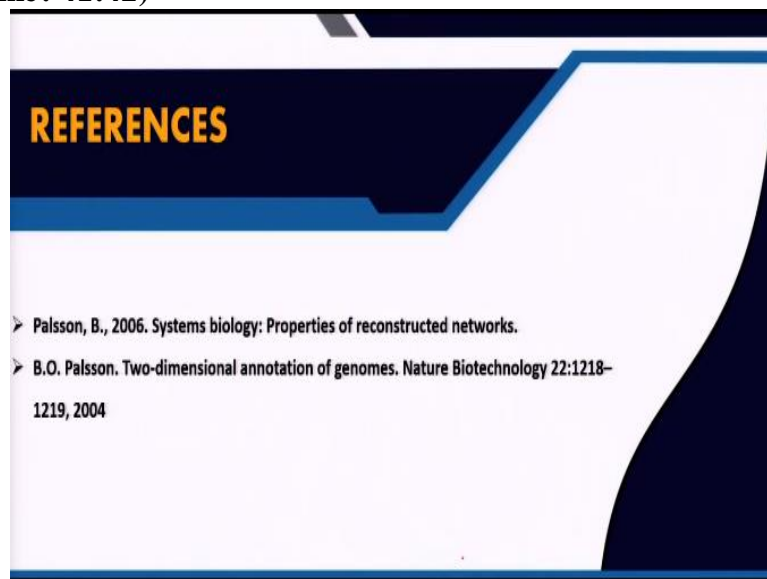 REFERENCES
➢ Palsson, B., 2006. Systems biology: Properties of reconstructed networks.
➢ B.O. Palsson. Two-dimensional annotation of genomes. Nature Biotechnology 22:1218–
1219, 2004